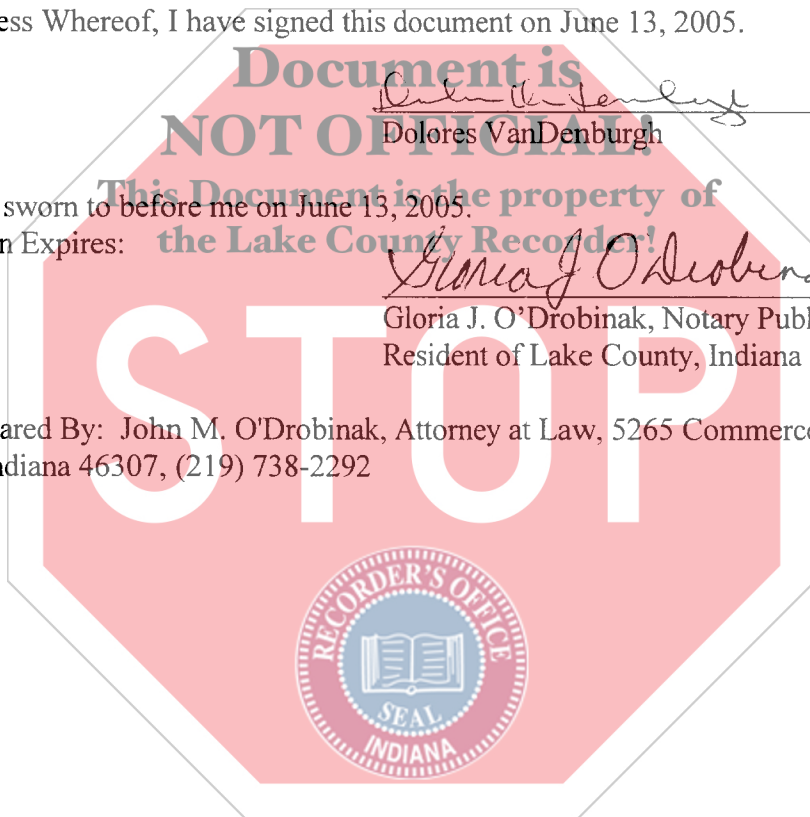 ess Whereof, I have signed this document on June 13, 2005.
Document is
NOT OFFICIAL!
Dolores VanDenburgh
This Document is the property of
sworn to before me on June 13, 2005.
the Lake County Recorder!
n Expires:
Gloria J O'Drobina
Gloria J. O'Drobinak, Notary Publ
Resident of Lake County, Indiana
STOP
ared By: John M. O'Drobinak, Attorney at Law, 5265 Commerce
ndiana 46307, (219) 738-2292
RECORDER'S OFFICE
SEAL
INDIANA